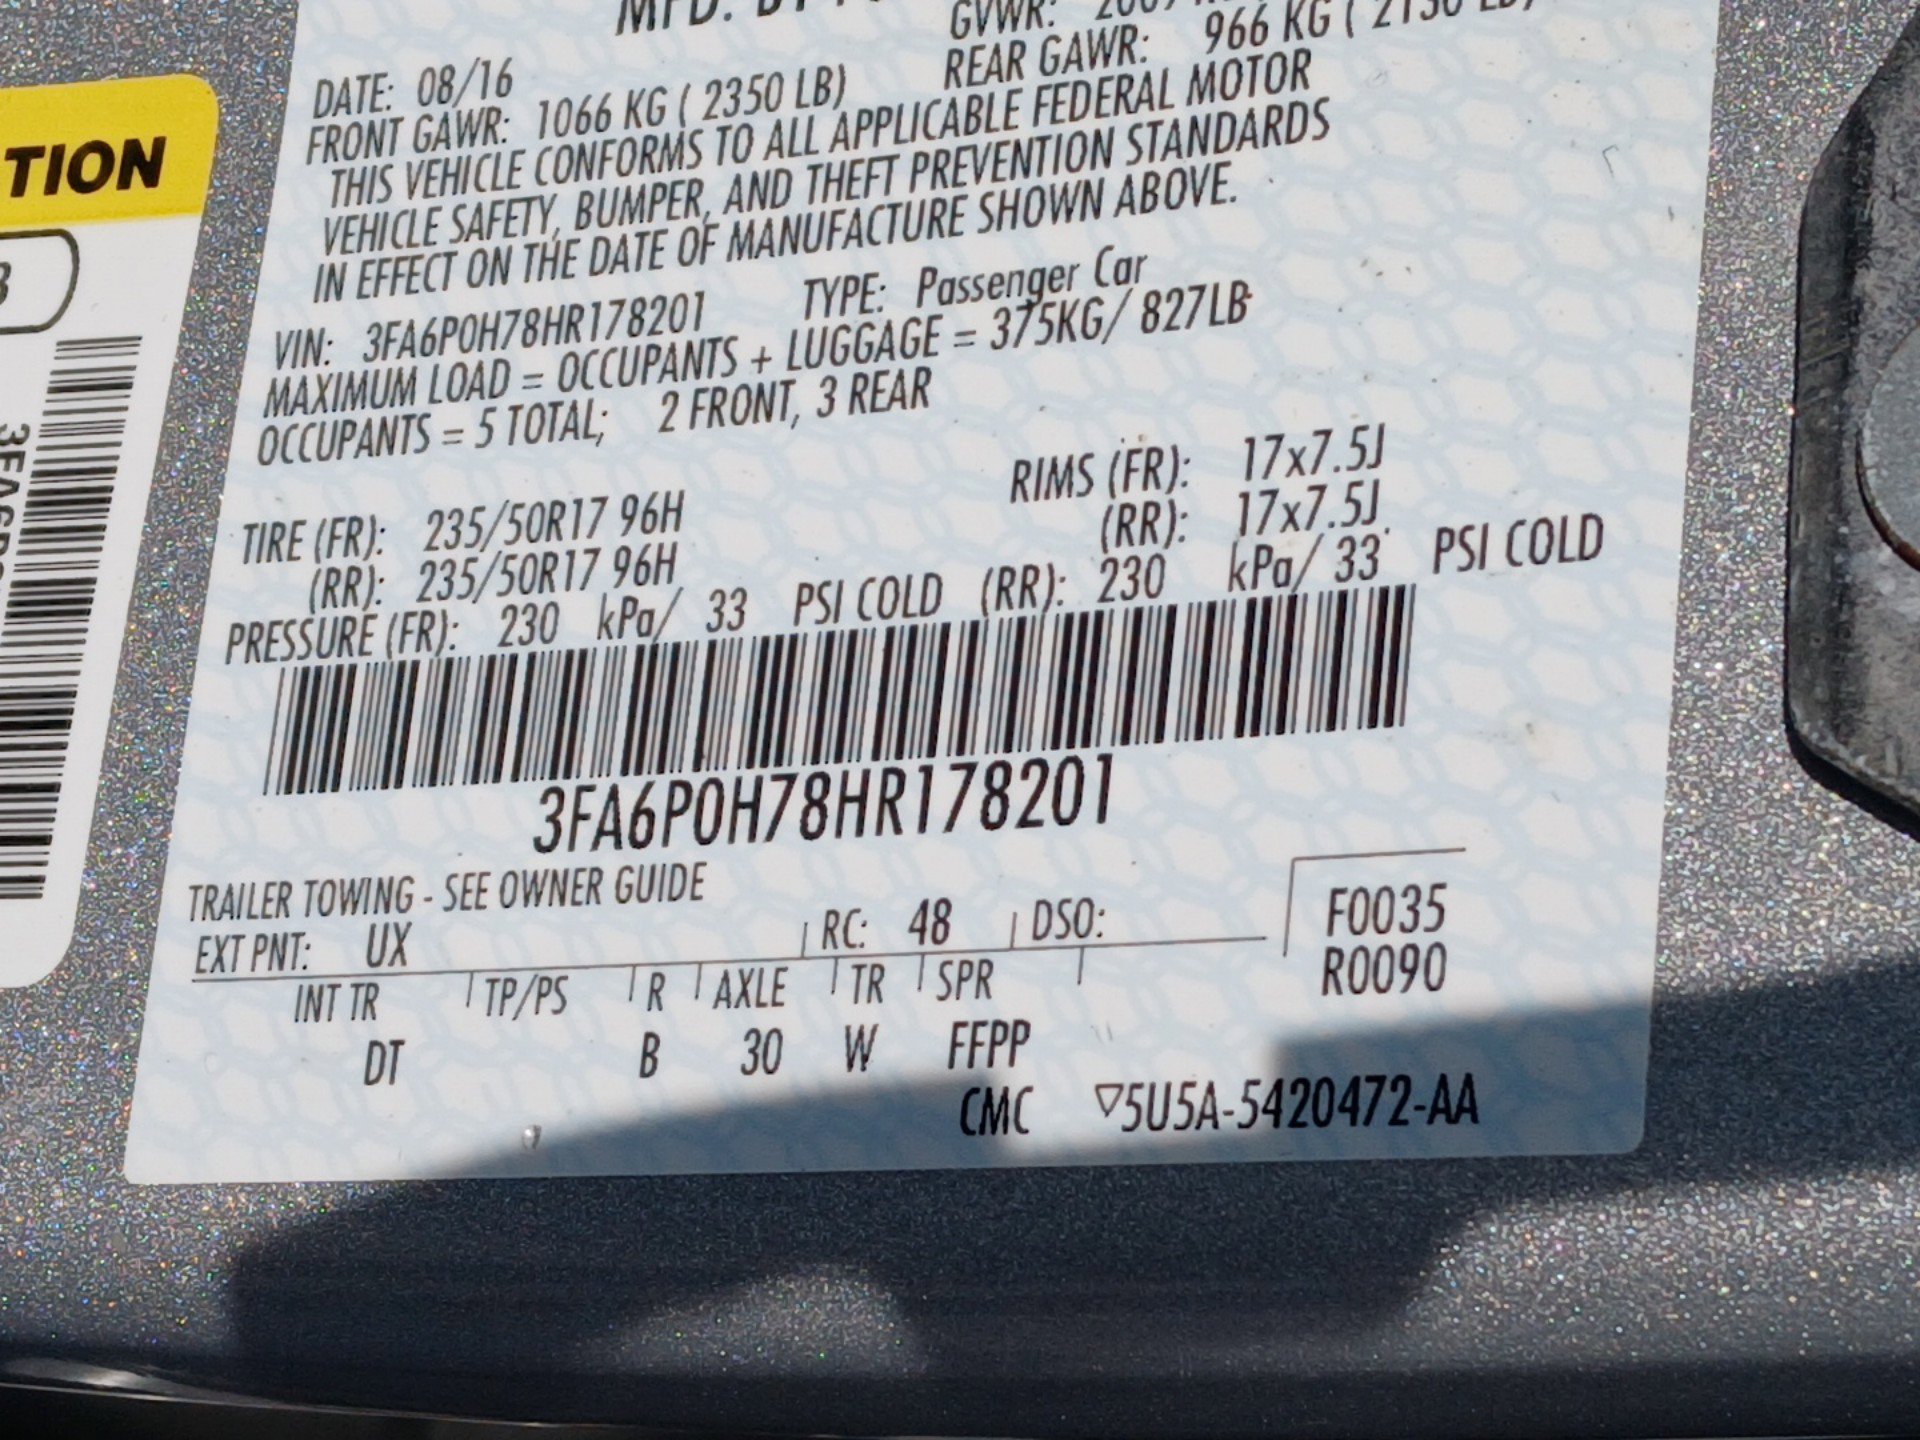 MFD. BY
GVWR:
DATE: 08/16
REAR GAWR: 966 KG ( 2150 LB)
FRONT GAWR: 1066 KG ( 2350 LB)
THIS VEHICLE CONFORMS TO ALL APPLICABLE FEDERAL MOTOR
VEHICLE SAFETY, BUMPER, AND THEFT PREVENTION STANDARDS
IN EFFECT ON THE DATE OF MANUFACTURE SHOWN ABOVE.
VIN: 3FA6P0H78HR178201 TYPE: Passenger Car
MAXIMUM LOAD = OCCUPANTS + LUGGAGE = 375KG/ 827LB
OCCUPANTS = 5 TOTAL; 2 FRONT, 3 REAR
TIRE (FR): 235/50R17 96H RIMS (FR): 17x7.5J
(RR): 235/50R17 96H (RR): 17x7.5J
PRESSURE (FR): 230 kPa/ 33 PSI COLD (RR): 230 kPa/ 33 PSI COLD
3FA6P0H78HR178201
TRAILER TOWING - SEE OWNER GUIDE
EXT PNT: UX RC: 48 DSO: F0035
INT TR TP/PS R AXLE TR SPR R0090
DT B 30 W FFPP
CMC ▽5U5A-5420472-AA
TION